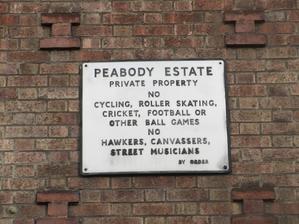 PEABODY ESTATE
PRIVATE PROPERTY
NO
CYCLING, ROLLER SKATING,
CRICKET, FOOTBALL OR
OTHER BALL GAMES
NO
HAWKERS, CANVASSERS,
STREET MUSICIANS
BY ORDER